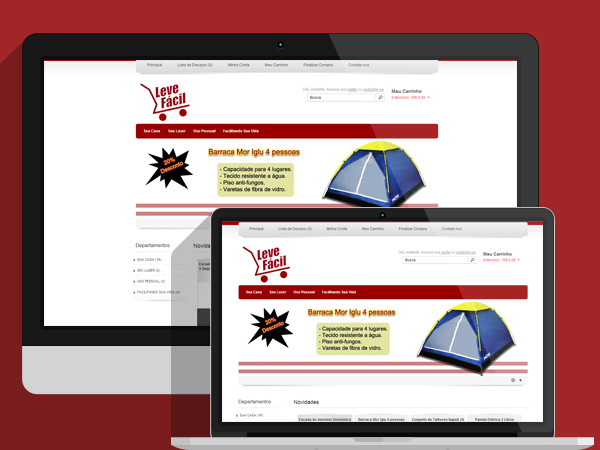 Principal Lista de Desejos (0) Minha Conta Meu Carrinho Finalizar Compra Contate-nos
Leve
Fácil
Olá, visitante. Acesse sua conta ou cadastre-se.
Busca
Meu Carrinho
0 item(s) - R$ 0,00
Sua Casa Seu Lazer Uso Pessoal Facilitando Sua Vida
20%
Desconto
Barraca Mor Iglu 4 pessoas
- Capacidade para 4 lugares.
- Tecido resistente a água.
- Piso anti-fungos.
- Varetas de fibra de vidro.
Departamentos
Novidades
SUA CASA
SEU LAZER (2)
USO PESSOAL (2)
FACILITANDO SUA VIDA
Principal Lista de Desejos (0) Minha Conta Meu Carrinho Finalizar Compra Contate-nos
Leve
Fácil
Olá, visitante. Acesse sua conta ou cadastre-se.
Busca
Meu Carrinho
0 item(s) - R$ 0,00
Sua Casa Seu Lazer Uso Pessoal Facilitando Sua Vida
20%
Desconto
Barraca Mor Iglu 4 pessoas
- Capacidade para 4 lugares.
- Tecido resistente a água.
- Piso anti-fungos.
- Varetas de fibra de vidro.
Departamentos
Novidades
SUA CASA
Escada de Alumínio Doméstica Barraca Mor Iglu 4 pessoas Conjunto de Talheres Napoli 24 Panela Elétrica 2 Litros